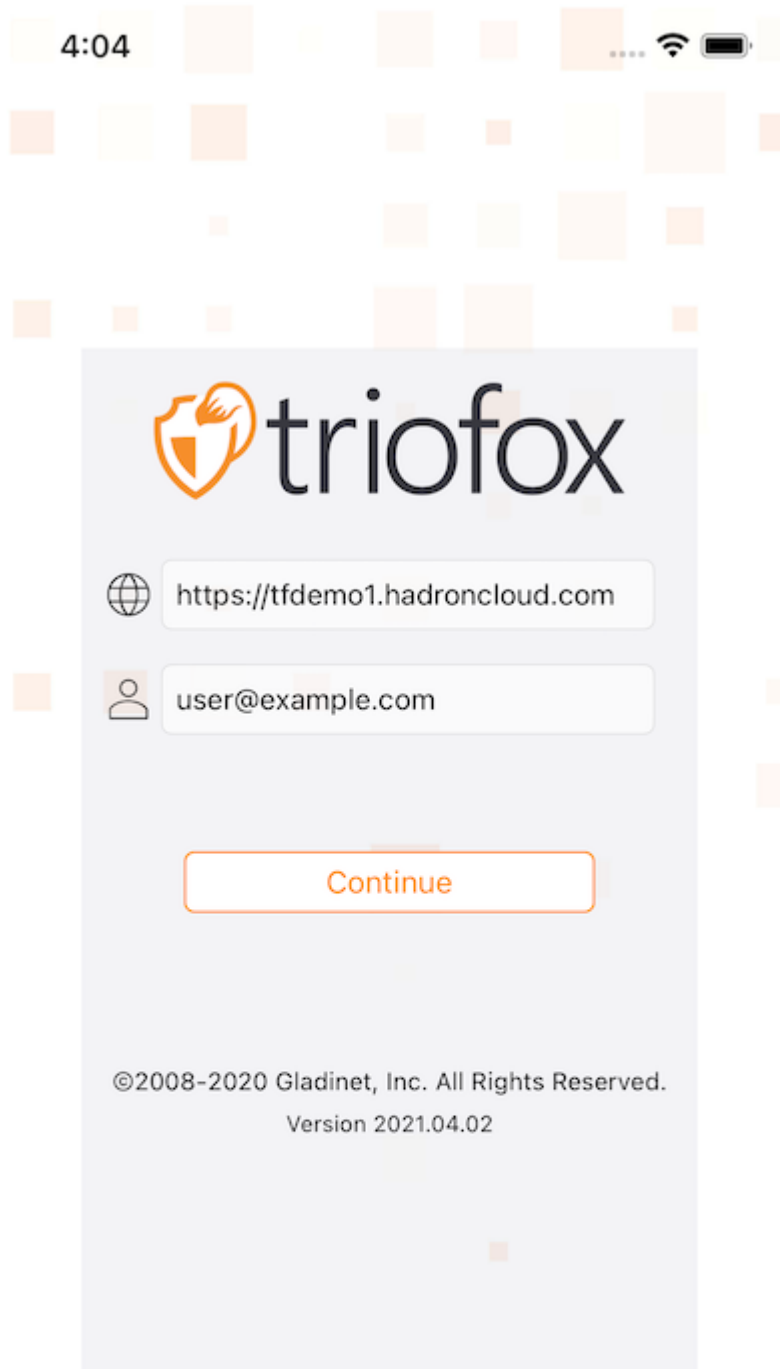 4:04
triofox
https://tfdemo1.hadroncloud.com
user@example.com
Continue
©2008-2020 Gladinet, Inc. All Rights Reserved.
Version 2021.04.02